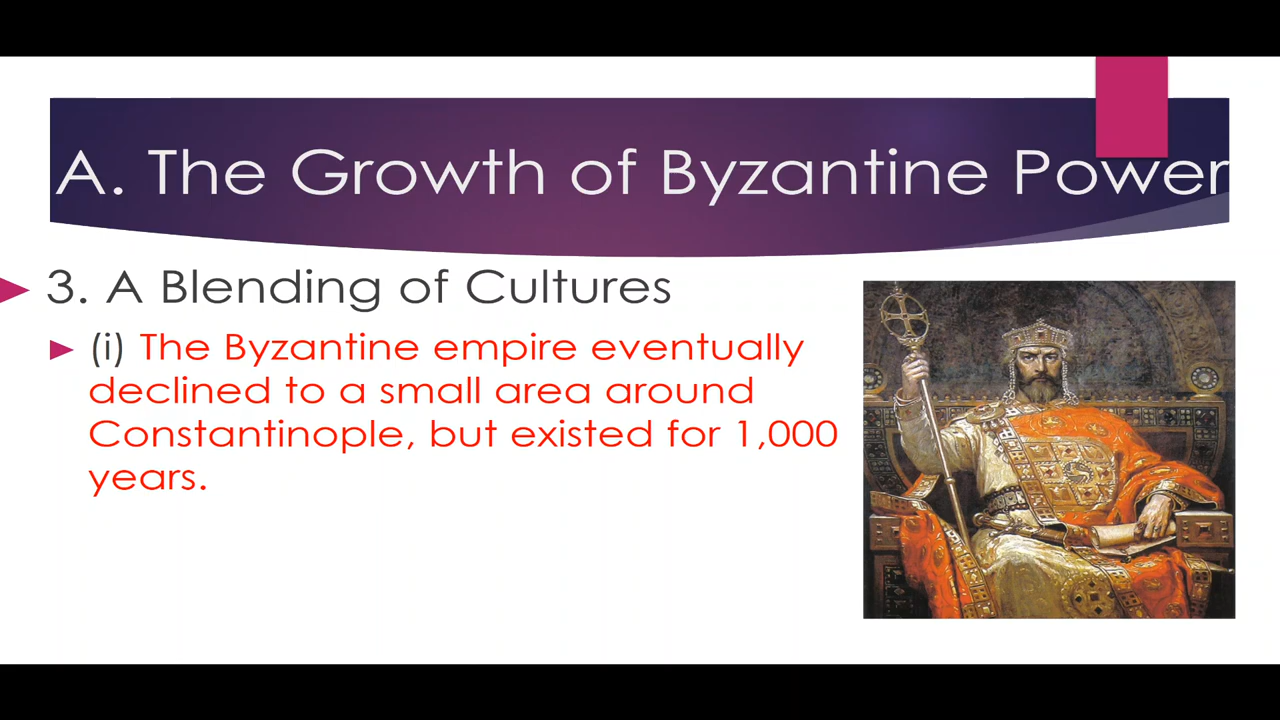 A. The Growth of Byzantine Power
3. A Blending of Cultures
(i) The Byzantine empire eventually
declined to a small area around
Constantinople, but existed for 1,000
years.